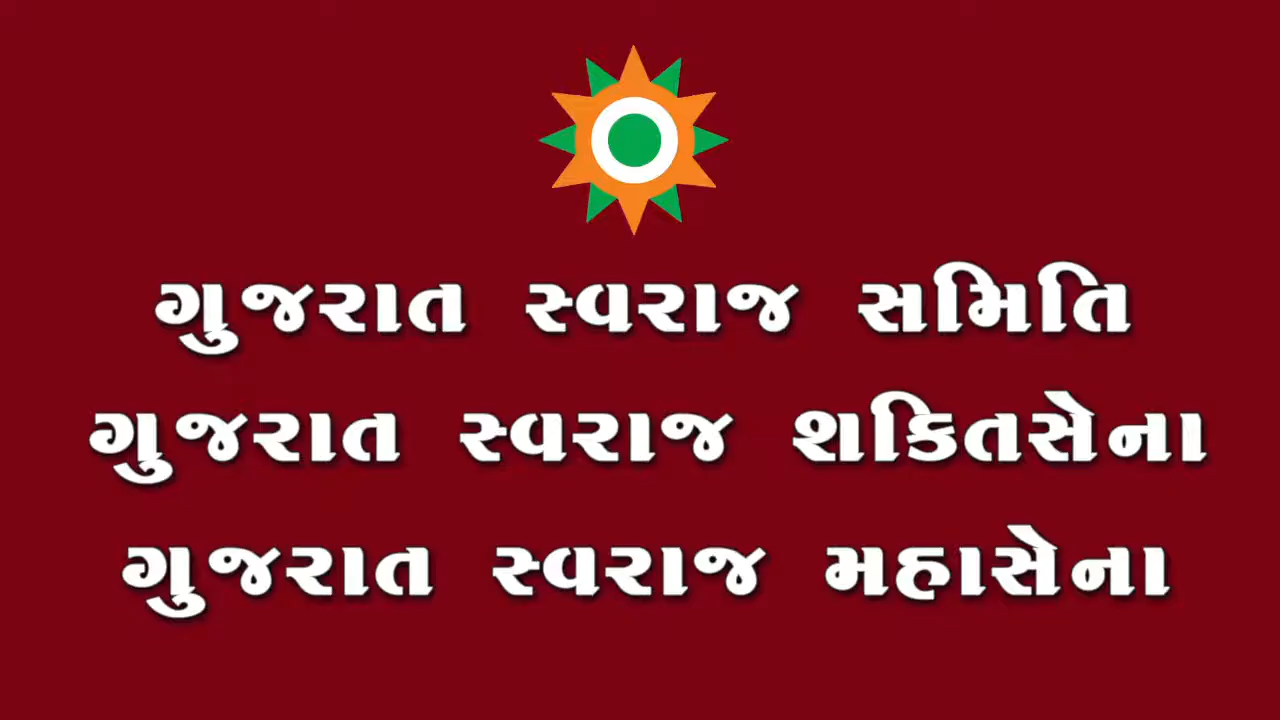 ગુજરાત સ્વરાજ સમિતિ
ગુજરાત સ્વરાજ શકિતસેના
ગુજરાત સ્વરાજ મહાસેના